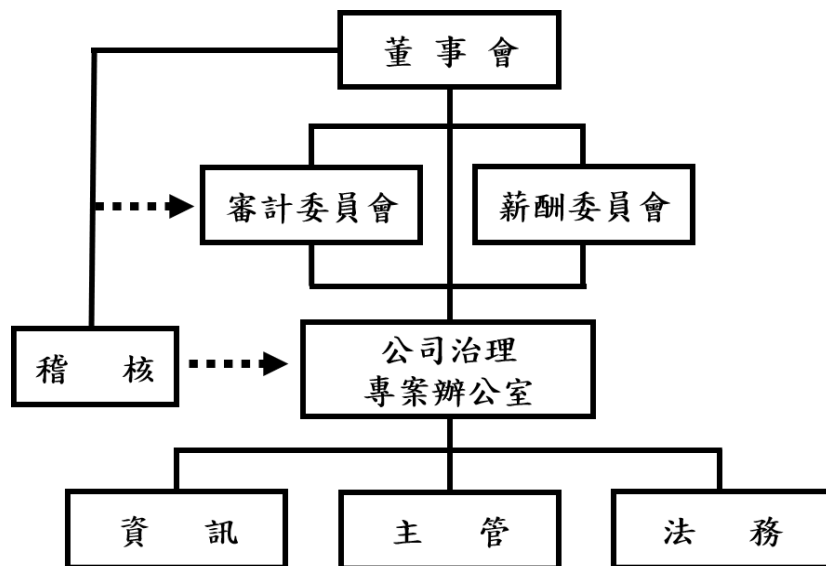 董事會
審計委員會
薪酬委員會
稽核
公司治理
專案辦公室
資訊
主管
法務